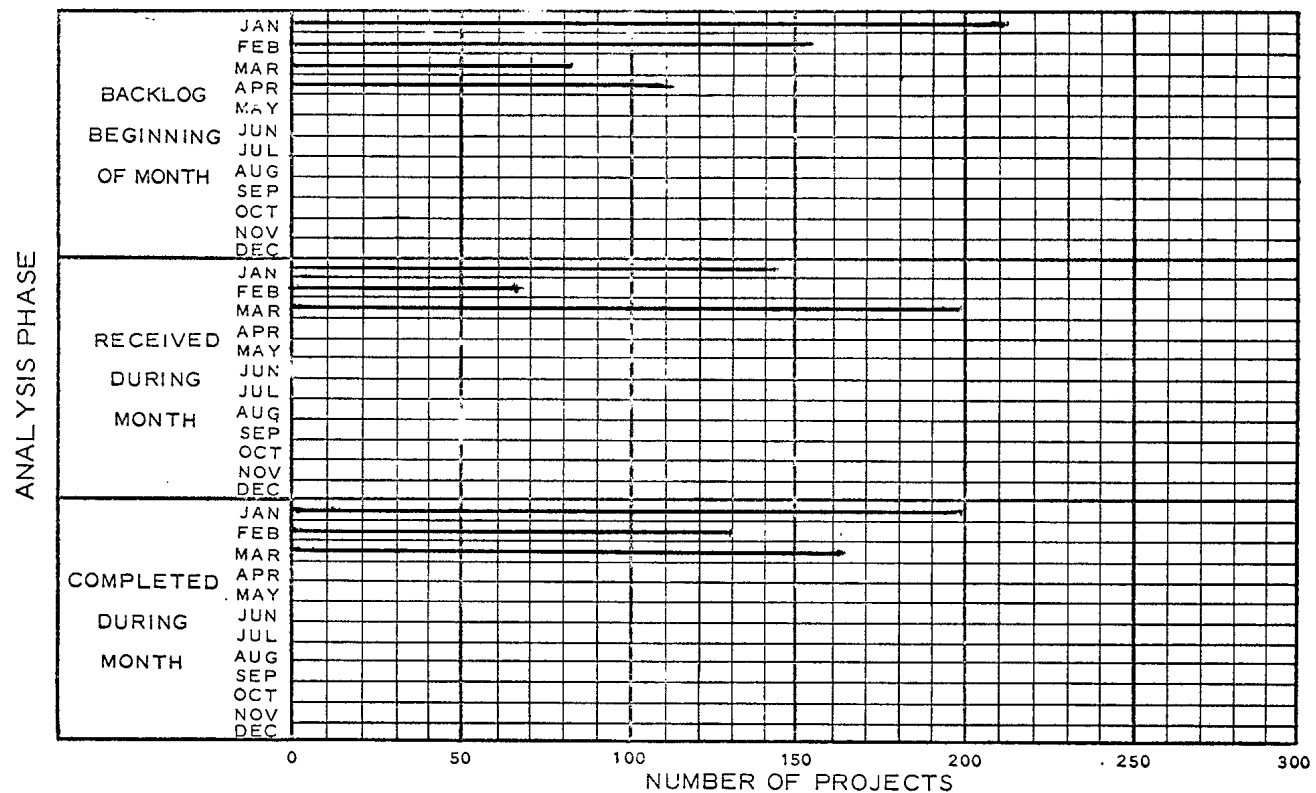 ANALYSIS PHASE
BACKLOG
BEGINNING
OF MONTH
JAN
FEB
MAR
APR
MAY
JUN
JUL
AUG
SEP
OCT
NOV
DEC
RECEIVED
DURING
MONTH
JAN
FEB
MAR
APR
MAY
JUN
JUL
AUG
SEP
OCT
NOV
DEC
COMPLETED
DURING
MONTH
JAN
FEB
MAR
APR
MAY
JUN
JUL
AUG
SEP
OCT
NOV
DEC
0 50 100 150 200 250 300
NUMBER OF PROJECTS